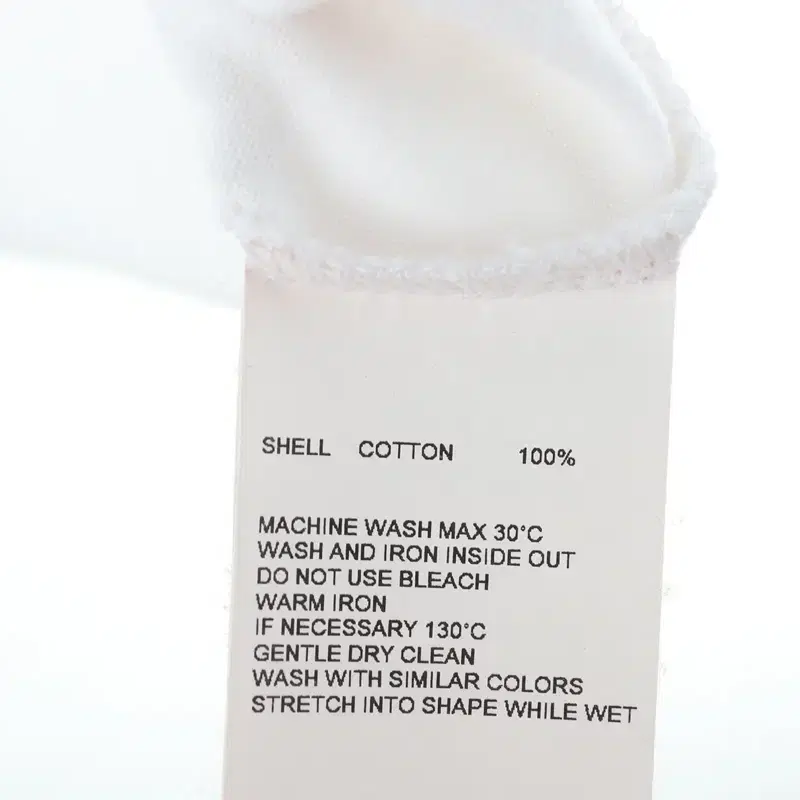 SHELL COTTON 100%
MACHINE WASH MAX 30°C
WASH AND IRON INSIDE OUT
DO NOT USE BLEACH
WARM IRON
IF NECESSARY 130°C
GENTLE DRY CLEAN
WASH WITH SIMILAR COLORS
STRETCH INTO SHAPE WHILE WET